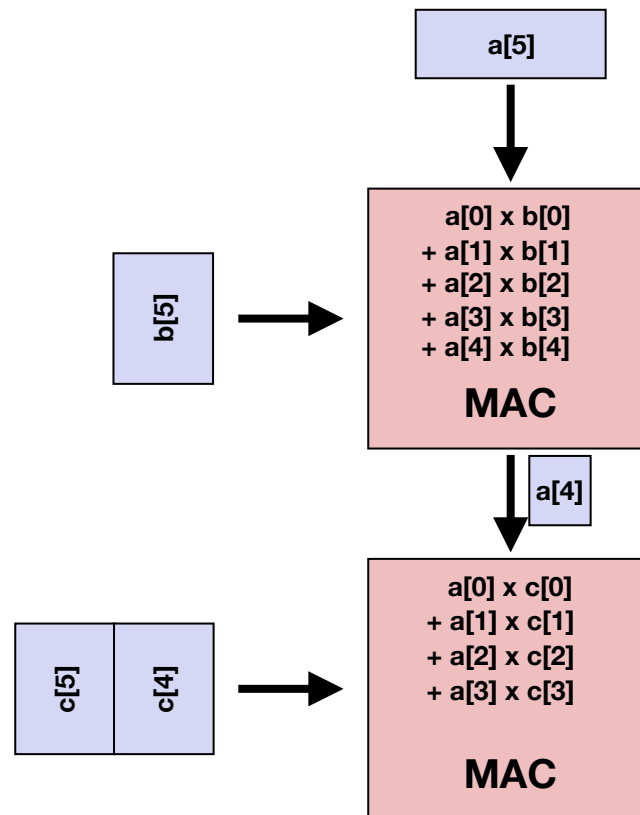 a[5]
a[0] x b[0]
+ a[1] x b[1]
+ a[2] x b[2]
+ a[3] x b[3]
+ a[4] x b[4]
MAC
b[5]
a[4]
a[0] x c[0]
+ a[1] x c[1]
+ a[2] x c[2]
+ a[3] x c[3]
MAC
c[5]
c[4]